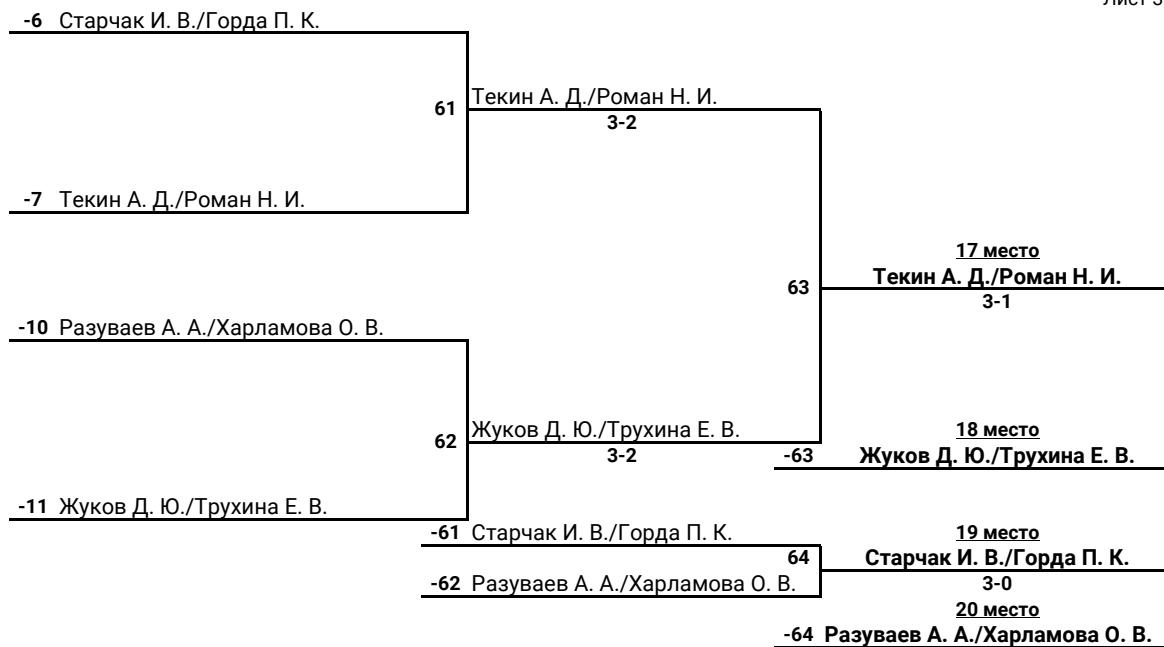 Лист 3
-6 Старчак И. В./Горда П. К.
61 Текин А. Д./Роман Н. И.
3-2
-7 Текин А. Д./Роман Н. И.
17 место
63 Текин А. Д./Роман Н. И.
3-1
-10 Разуваев А. А./Харламова О. В.
62 Жуков Д. Ю./Трухина Е. В.
3-2
18 место
-63 Жуков Д. Ю./Трухина Е. В.
-11 Жуков Д. Ю./Трухина Е. В.
-61 Старчак И. В./Горда П. К.
19 место
64 Старчак И. В./Горда П. К.
3-0
-62 Разуваев А. А./Харламова О. В.
20 место
-64 Разуваев А. А./Харламова О. В.